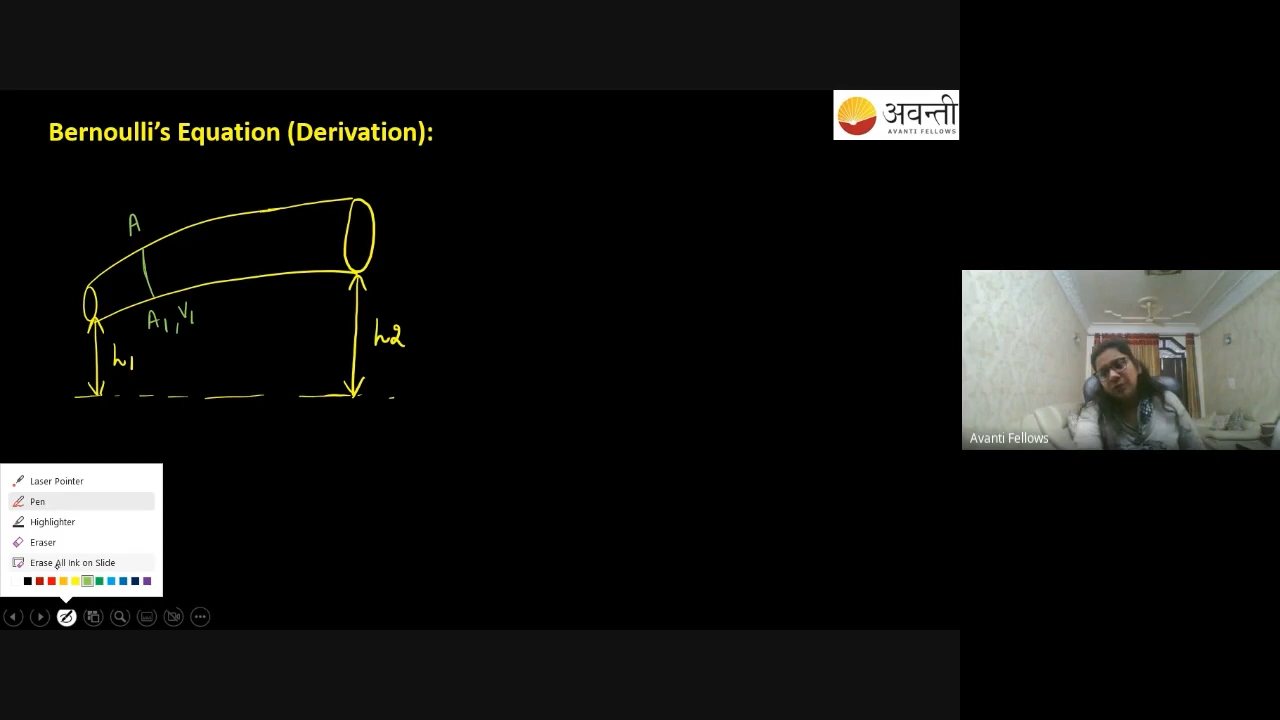 अवन्ती
AVANTI FELLOWS
Bernoulli's Equation (Derivation):
A
A1, V1
h1
h2
Avanti Fellows
Laser Pointer
Pen
Highlighter
Eraser
Erase All Ink on Slide